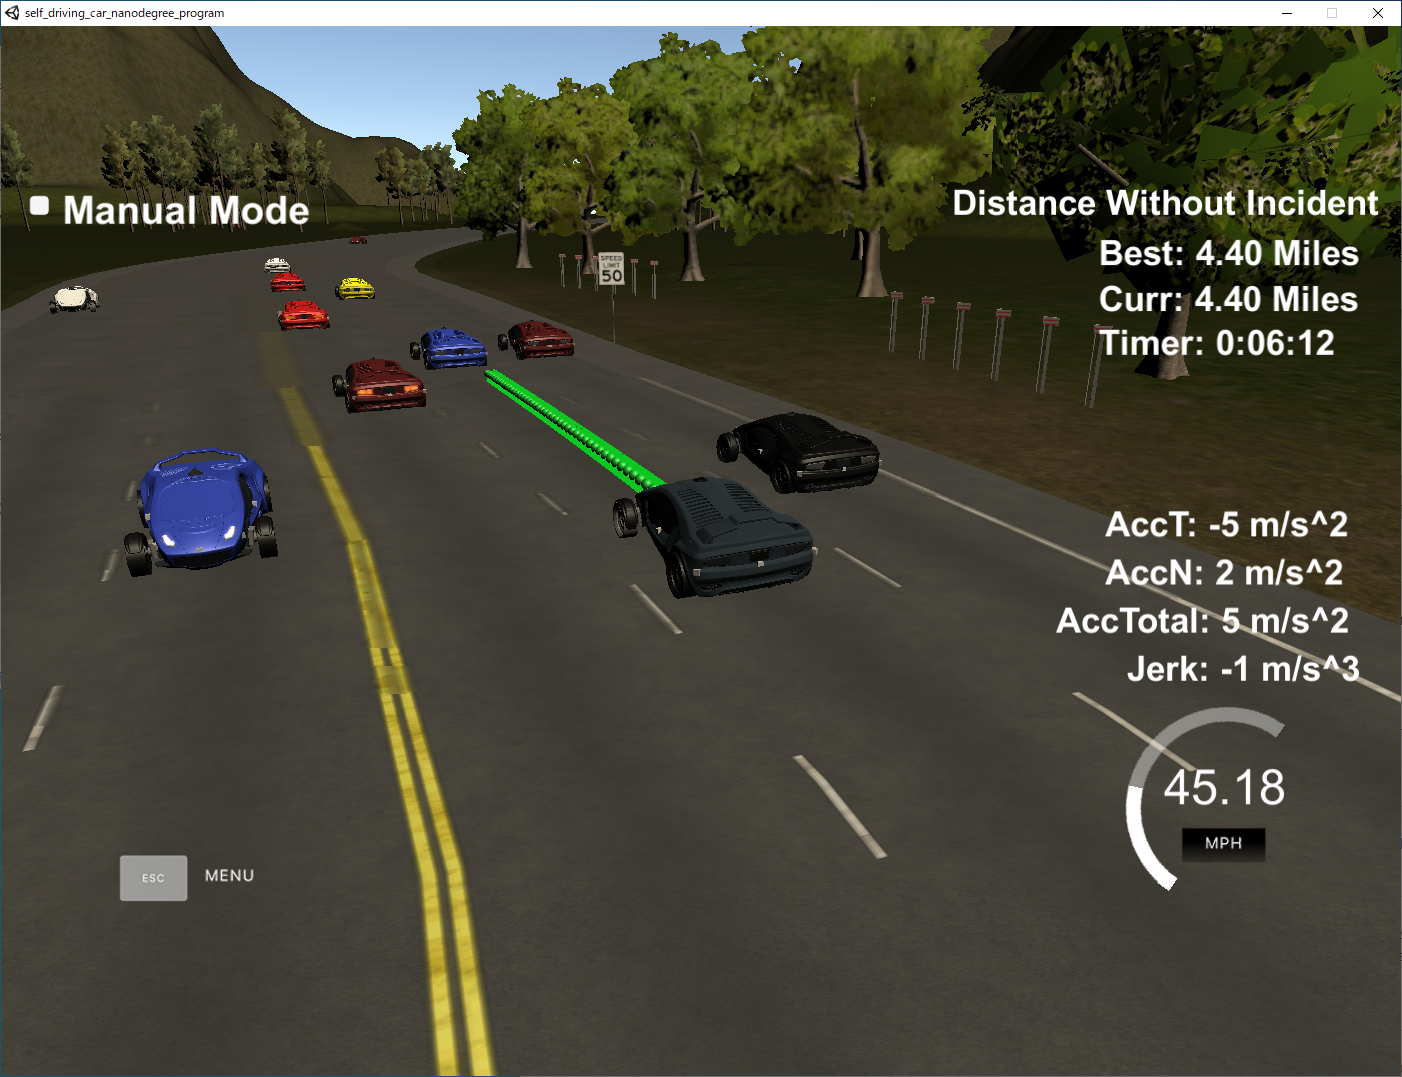 self_driving_car_nanodegree_program
Manual Mode
Distance Without Incident
Best: 4.40 Miles
Curr: 4.40 Miles
Timer: 0:06:12
SPEED
LIMIT
50
AccT: -5 m/s^2
AccN: 2 m/s^2
AccTotal: 5 m/s^2
Jerk: -1 m/s^3
45.18
MPH
ESC
MENU